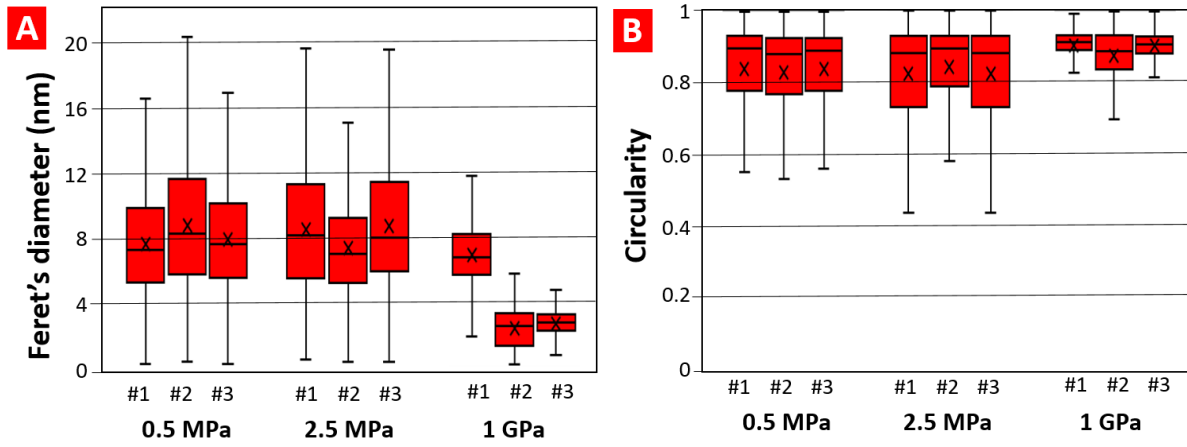 A
Feret's diameter (nm)
20
16
12
8
4
0
#1 #2 #3 #1 #2 #3 #1 #2 #3
0.5 MPa 2.5 MPa 1 GPa
B
Circularity
1
0.8
0.6
0.4
0.2
0
#1 #2 #3 #1 #2 #3 #1 #2 #3
0.5 MPa 2.5 MPa 1 GPa